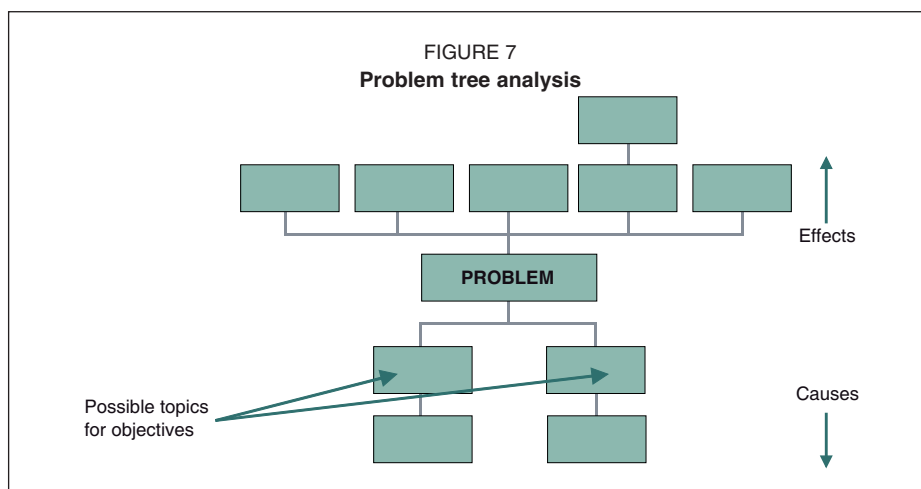 FIGURE 7
Problem tree analysis
Effects
PROBLEM
Possible topics
for objectives
Causes